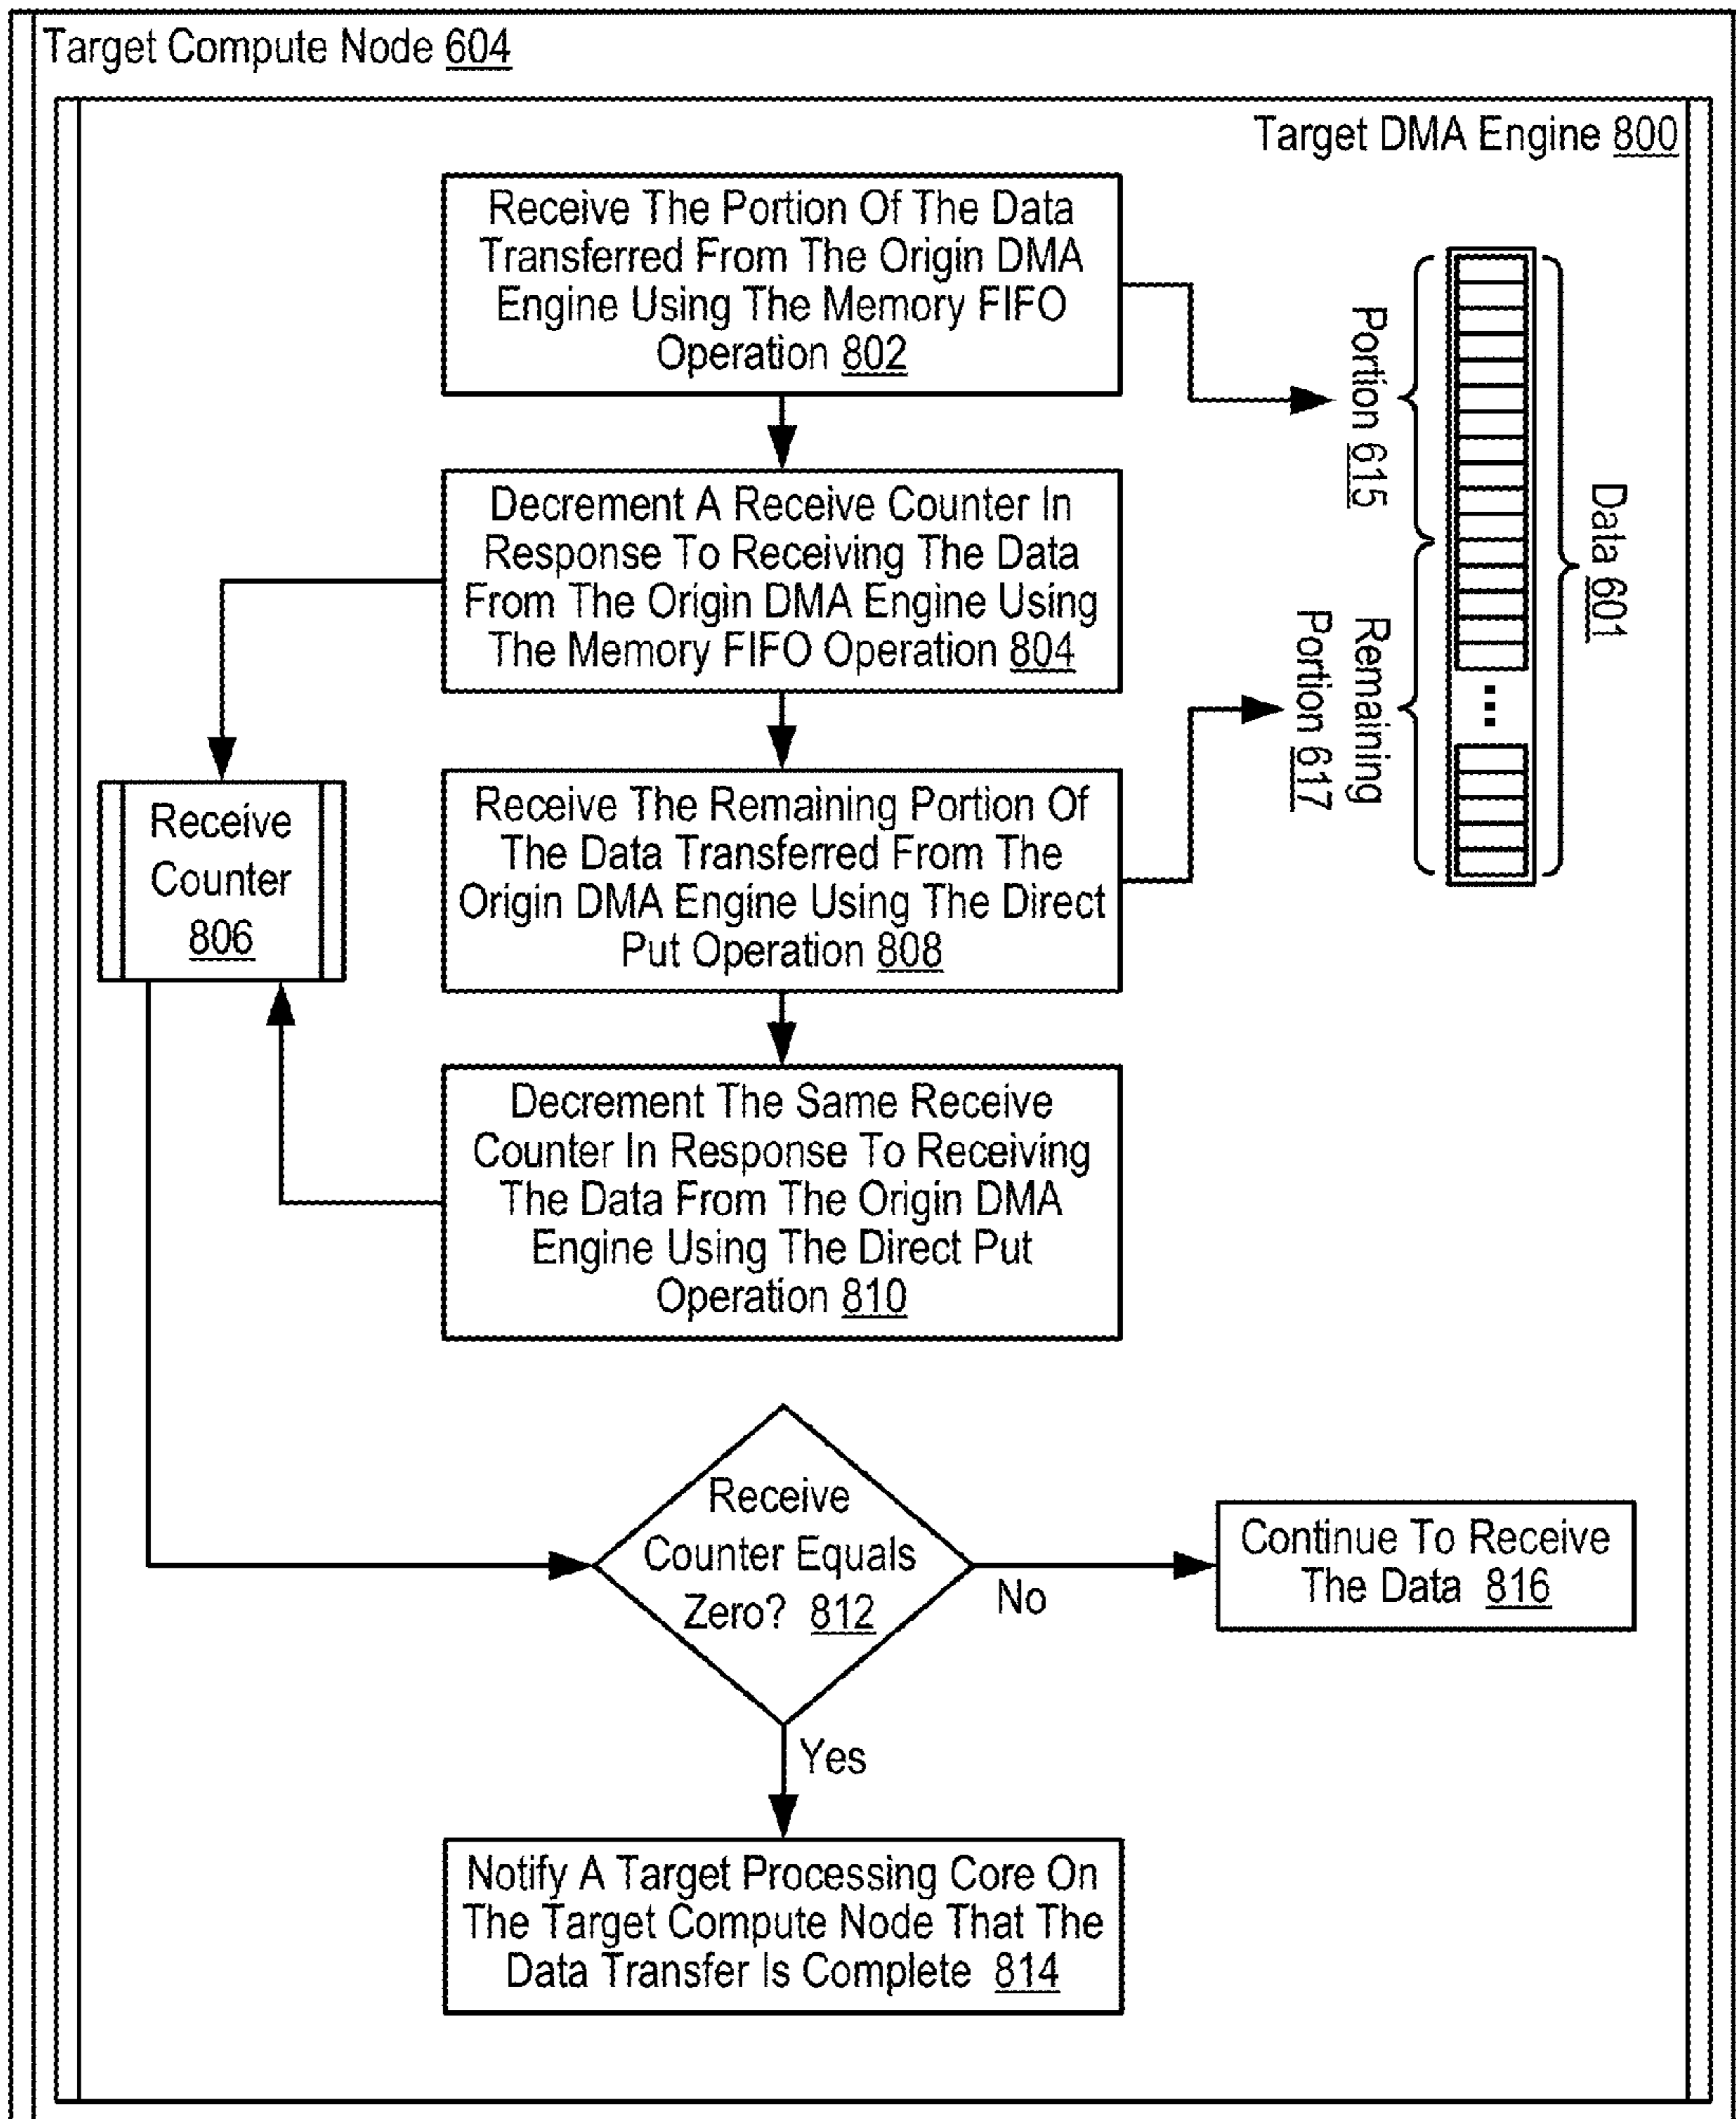 Target Compute Node 604
Target DMA Engine 800
Receive The Portion Of The Data
Transferred From The Origin DMA
Engine Using The Memory FIFO
Operation 802
Portion 615
Data 601
Decrement A Receive Counter In
Response To Receiving The Data
From The Origin DMA Engine Using
The Memory FIFO Operation 804
Remaining
Portion 617
...
Receive
Counter
806
Receive The Remaining Portion Of
The Data Transferred From The
Origin DMA Engine Using The Direct
Put Operation 808
Decrement The Same Receive
Counter In Response To Receiving
The Data From The Origin DMA
Engine Using The Direct Put
Operation 810
Receive
Counter Equals
Zero? 812
No
Continue To Receive
The Data 816
Yes
Notify A Target Processing Core On
The Target Compute Node That The
Data Transfer Is Complete 814